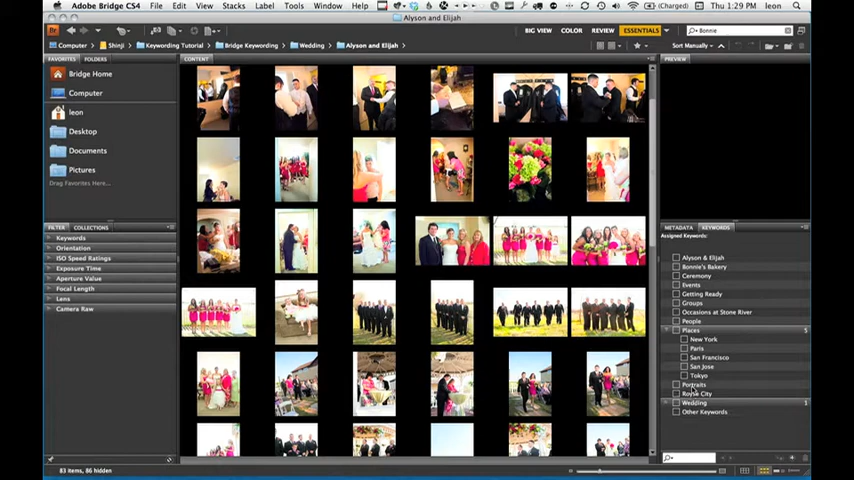 Adobe Bridge CS4 File Edit View Stacks Label Tools Window Help (Charged) Thu 1:29 PM leon
Alyson and Elijah
Br BIG VIEW COLOR REVIEW ESSENTIALS Bonnie
Computer Shinji Keywording Tutorial Bridge Keywording Wedding Alyson and Elijah Sort Manually
FAVORITES FOLDERS
Bridge Home
Computer
leon
Desktop
Documents
Pictures
Drag Favorites Here...
FILTER COLLECTIONS
Keywords
Orientation
ISO Speed Ratings
Exposure Time
Aperture Value
Focal Length
Lens
Camera Raw
CONTENT
PREVIEW
METADATA KEYWORDS
Assigned Keywords:
Alyson & Elijah
Bonnie's Bakery
Ceremony
Events
Getting Ready
Groups
Occasions at Stone River
People
Places 5
New York
Paris
San Francisco
San Jose
Tokyo
Portraits
City
Wedding 1
Other Keywords
83 items, 86 hidden